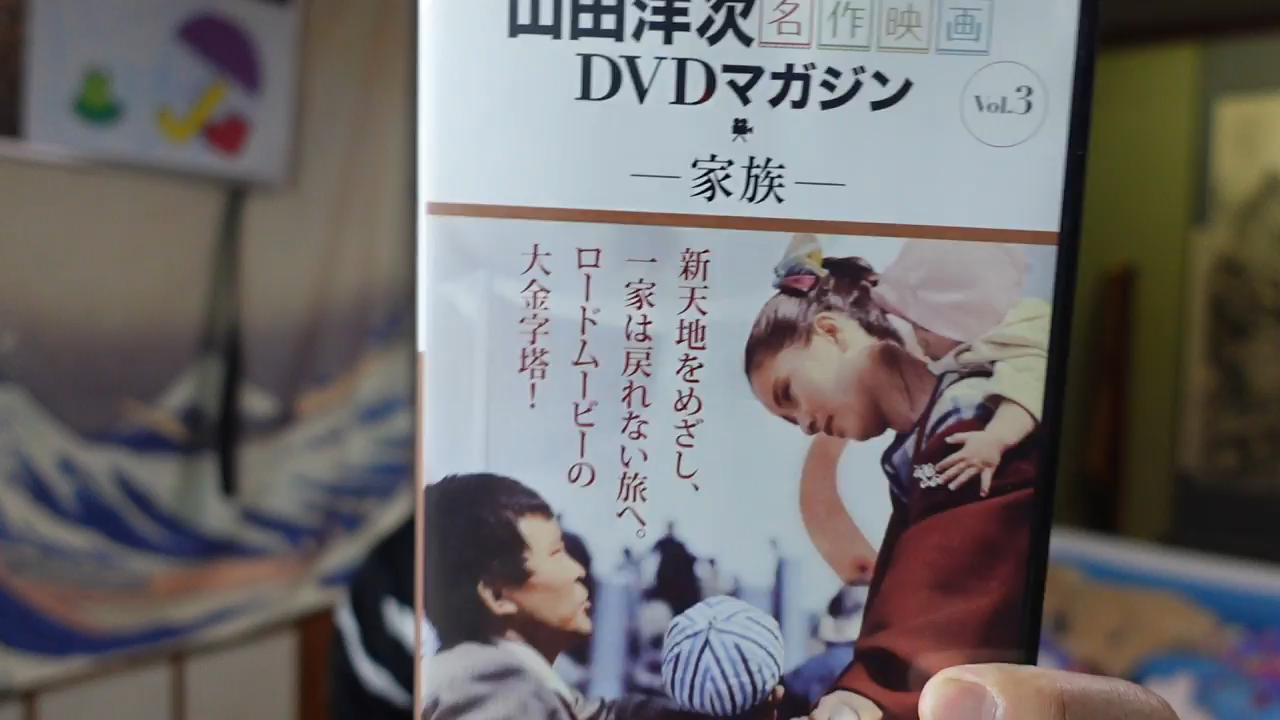 山田洋次名作映画
DVDマガジン
Vol.3
—家族—
新天地をめざし、
一家は戻れない旅へ。
ロードムービーの
大金字塔！